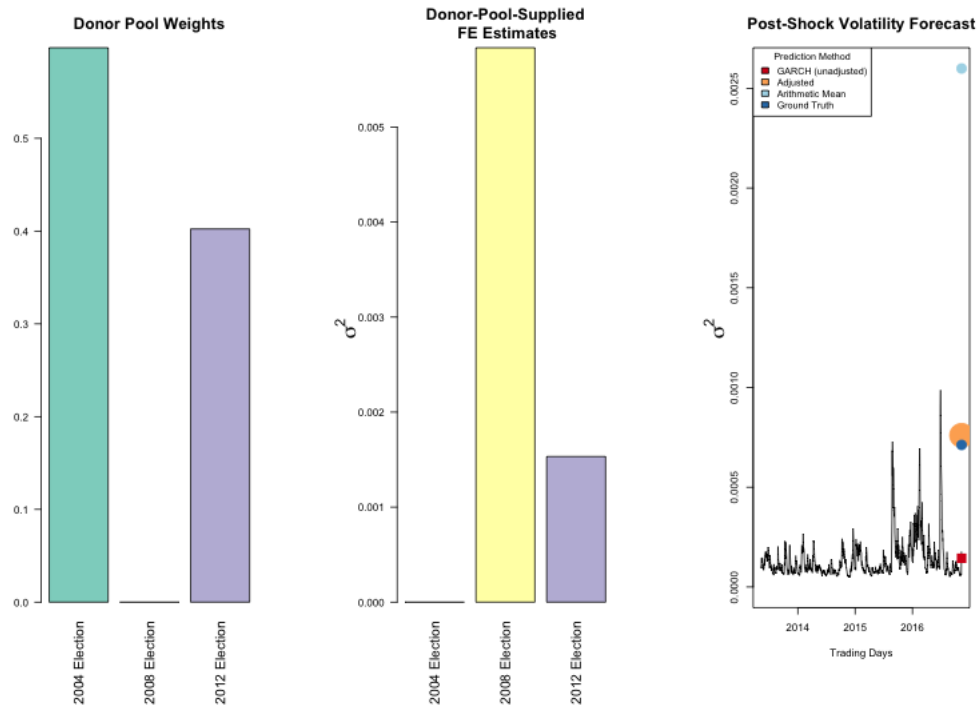 Donor Pool Weights
0.5
0.4
0.3
0.2
0.1
0.0
2004 Election
2008 Election
2012 Election
Donor-Pool-Supplied
FE Estimates
σ2
0.005
0.004
0.003
0.002
0.001
0.000
2004 Election
2008 Election
2012 Election
Post-Shock Volatility Forecast
σ2
0.0025
0.0020
0.0015
0.0010
0.0005
0.0000
Prediction Method
GARCH (unadjusted)
Adjusted
Arithmetic Mean
Ground Truth
2014
2015
2016
Trading Days